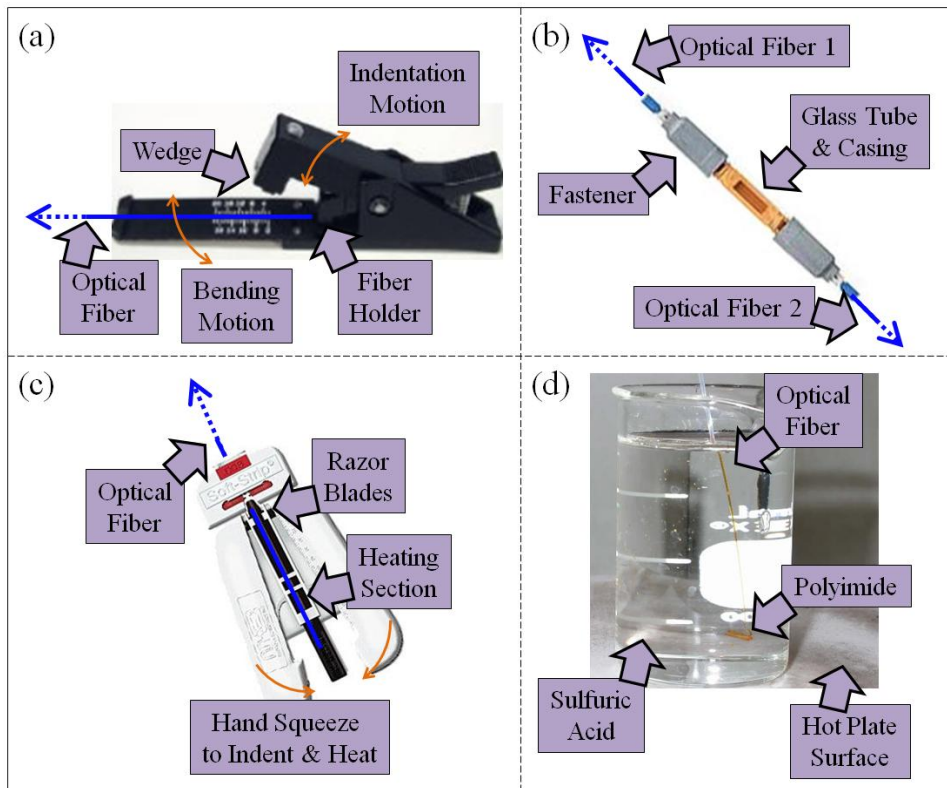 (a)
Indentation
Motion
Wedge
Optical
Fiber
Bending
Motion
Fiber
Holder
(b)
Optical Fiber 1
Glass Tube
& Casing
Fastener
Optical Fiber 2
(c)
Optical
Fiber
Soft-Strip®
Razor
Blades
Heating
Section
Hand Squeeze
to Indent & Heat
(d)
Optical
Fiber
Polyimide
Sulfuric
Acid
Hot Plate
Surface